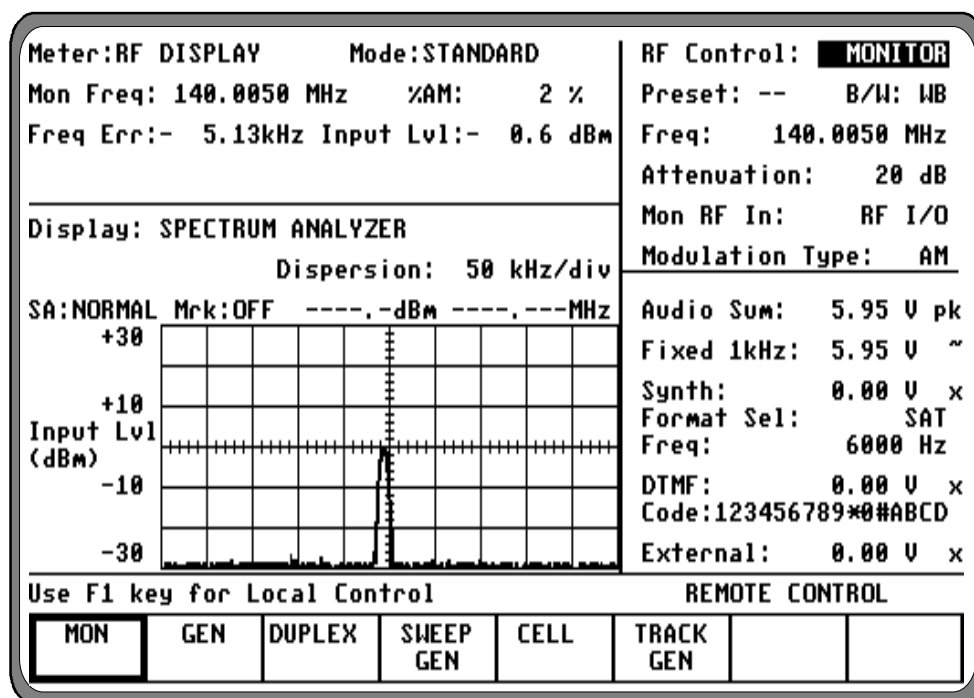 Meter:RF DISPLAY Mode:STANDARD
Mon Freq: 140.0050 MHz %AM: 2 %
Freq Err:- 5.13kHz Input Lvl:- 0.6 dBm
Display: SPECTRUM ANALYZER
Dispersion: 50 kHz/div
SA:NORMAL Mrk:OFF ----.-dBm ----.---MHz
+30
+10
Input Lvl
(dBm)
-10
-30
RF Control: MONITOR
Preset: -- B/W: WB
Freq: 140.0050 MHz
Attenuation: 20 dB
Mon RF In: RF I/O
Modulation Type: AM
Audio Sum: 5.95 V pk
Fixed 1kHz: 5.95 V ~
Synth: 0.00 V x
Format Sel: SAT
Freq: 6000 Hz
DTMF: 0.00 V x
Code:123456789*0#ABCD
External: 0.00 V x
Use F1 key for Local Control REMOTE CONTROL
MON GEN DUPLEX SWEEP GEN CELL TRACK GEN